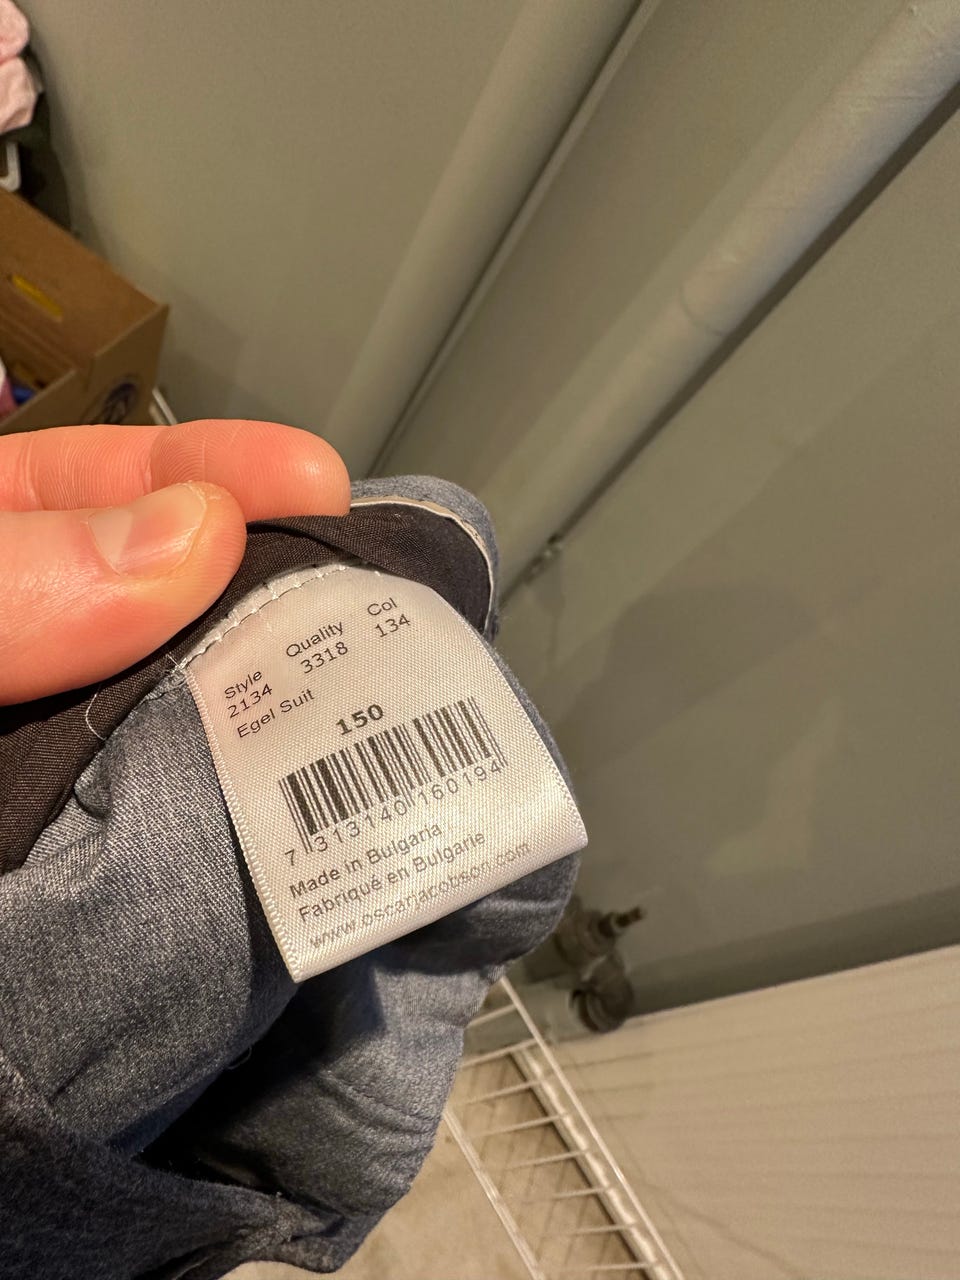 Style Quality Col
2134 3318 134
Egel Suit
150
7 313140 160194
Made in Bulgaria
Fabriqué en Bulgarie
www.oscarjacobson.com